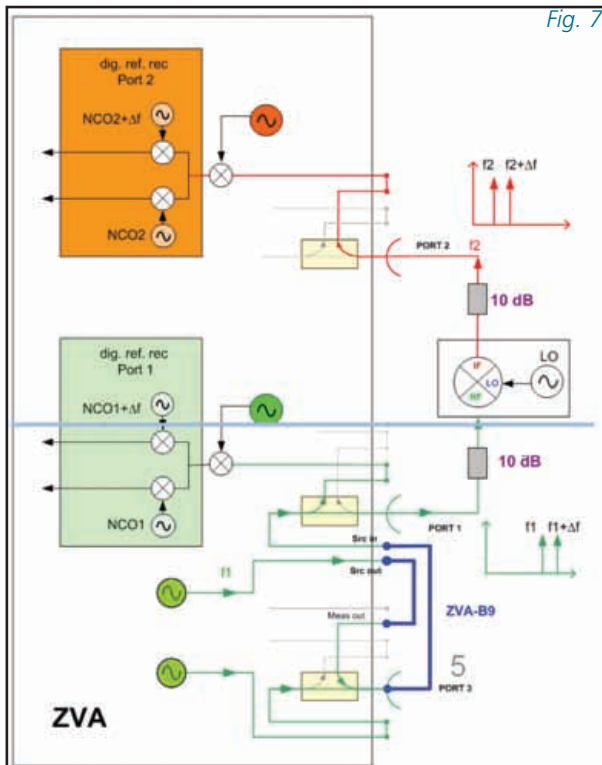 Fig. 7
dig. ref. rec
Port 2
NCO2+Δf
NCO2
f2 f2+Δf
PORT 2
f2
10 dB
IF
LO
RF
LO
dig. ref. rec
Port 1
NCO1+Δf
NCO1
10 dB
PORT 1
f1 f1+Δf
Src in
f1
Src out
ZVA-B9
Meas out
5
PORT 3
ZVA